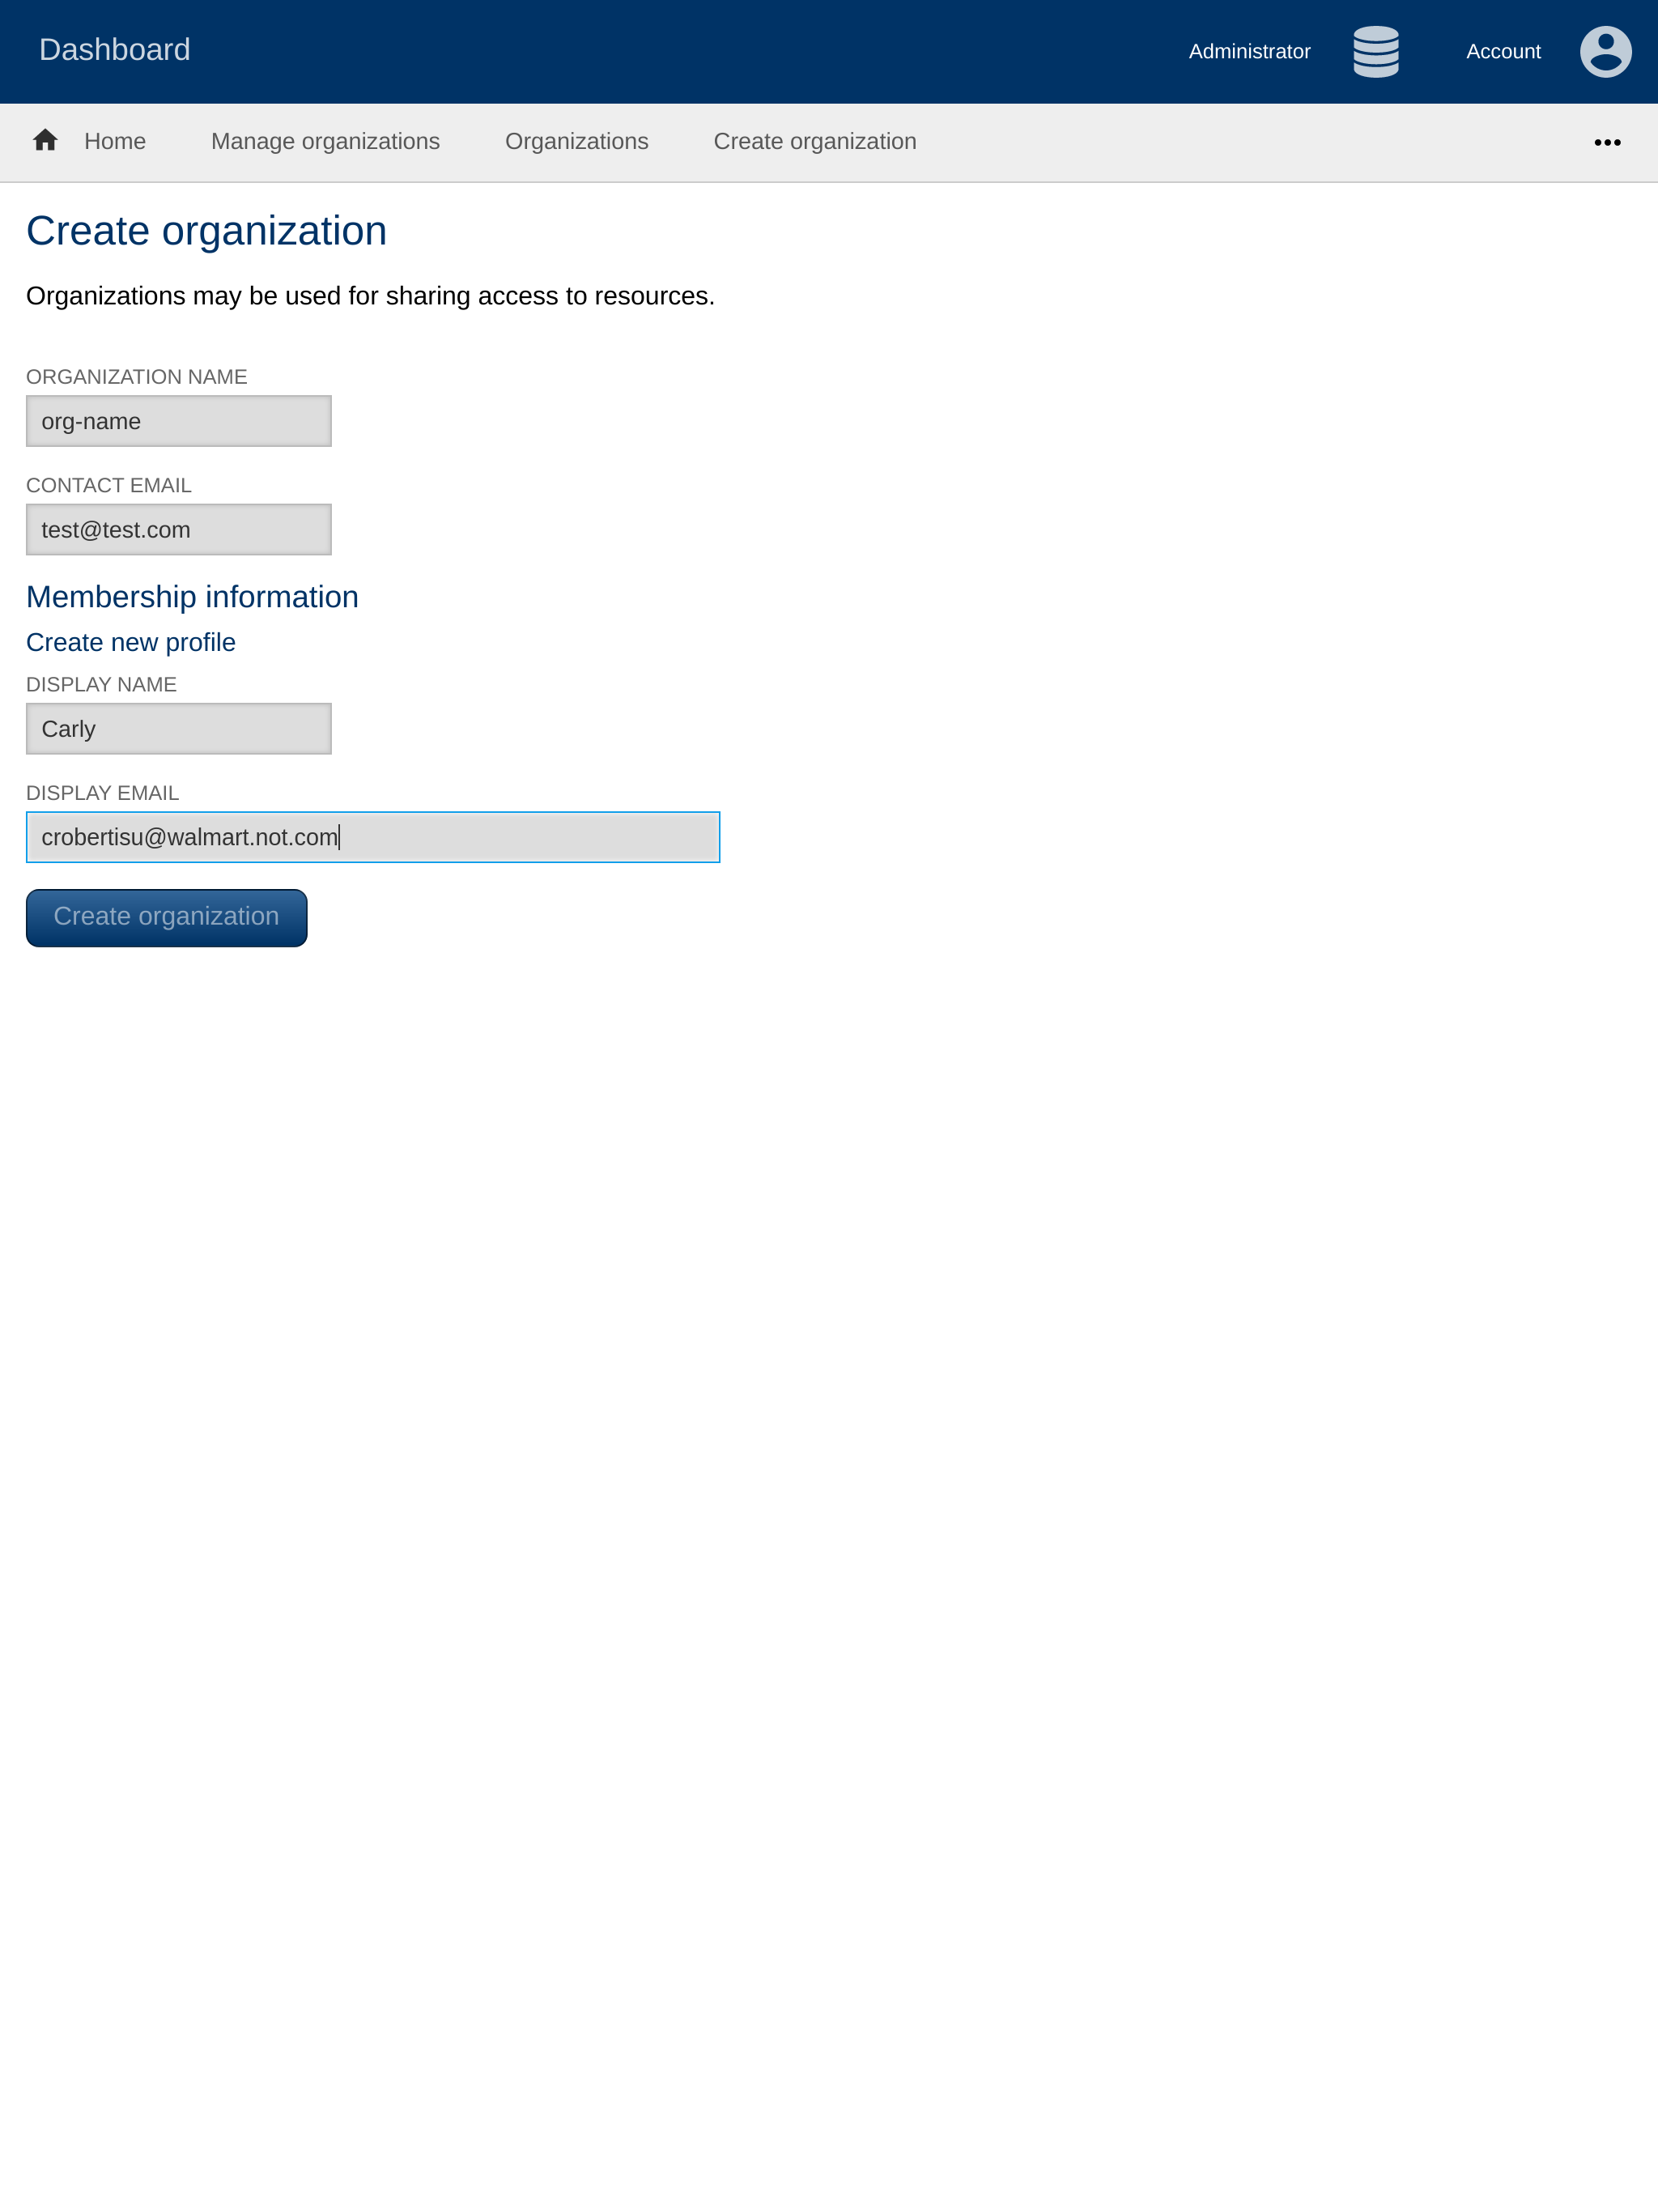 Dashboard Administrator Account
Home Manage organizations Organizations Create organization
Create organization
Organizations may be used for sharing access to resources.
ORGANIZATION NAME
org-name
CONTACT EMAIL
test@test.com
Membership information
Create new profile
DISPLAY NAME
Carly
DISPLAY EMAIL
crobertisu@walmart.not.com
Create organization